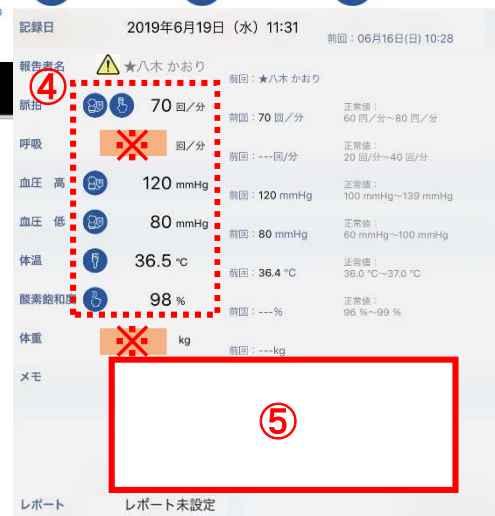 記録日 2019年6月19日（水）11:31 前回：06月16日(日) 10:28
報告者名 ★八木 かおり 前回：★八木 かおり
④
脈拍 70 回／分 前回：70 回／分 正常値： 60 回／分～80 回／分
呼吸 ※ 回／分 前回：---回/分 正常値： 20 回／分～40 回／分
血圧 高 120 mmHg 前回：120 mmHg 正常値： 100 mmHg～139 mmHg
血圧 低 80 mmHg 前回：80 mmHg 正常値： 60 mmHg～100 mmHg
体温 36.5 ℃ 前回：36.4 ℃ 正常値： 36.0 ℃～37.0 ℃
酸素飽和度 98 % 前回：---% 正常値： 96 %～99 %
体重 ※ kg 前回：---kg
メモ
⑤
レポート レポート未設定